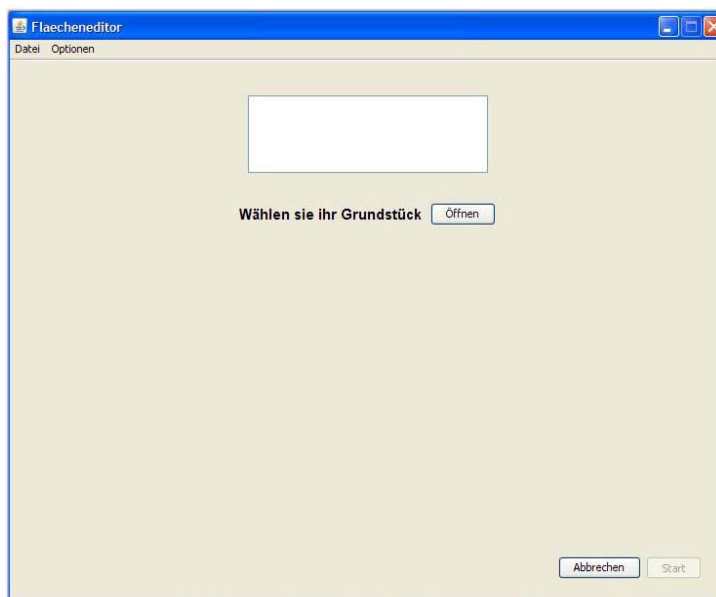 Flaecheneditor
Datei Optionen
Wählen sie ihr Grundstück Öffnen
Abbrechen Start